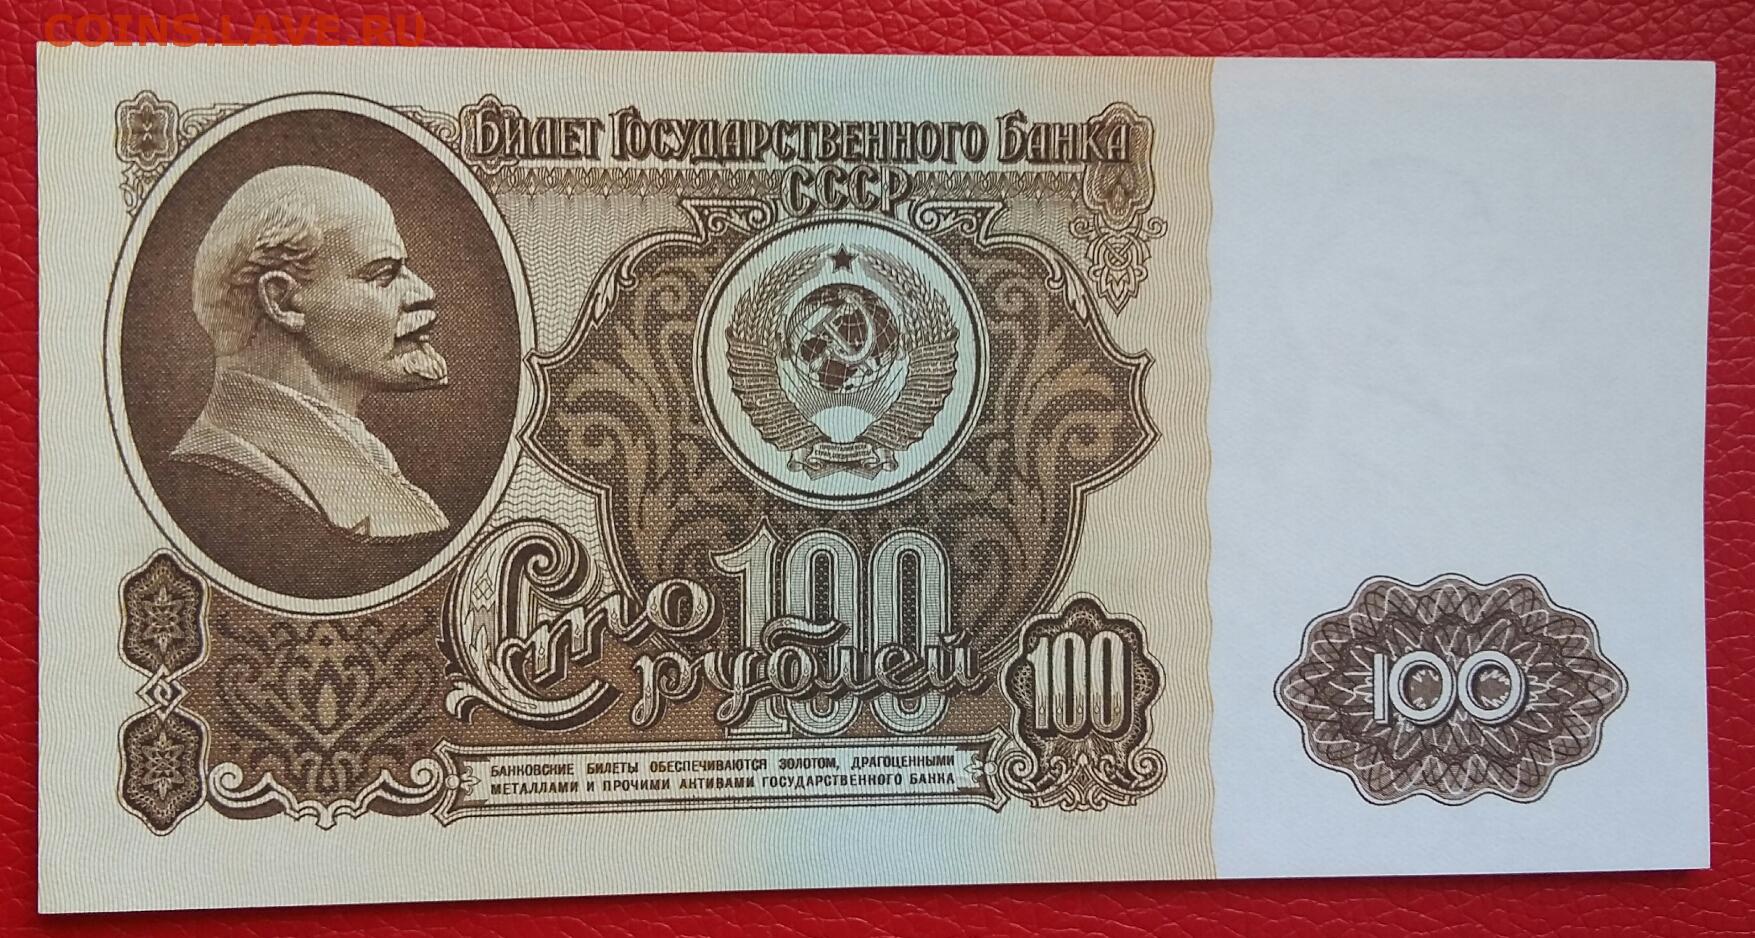 COINS.LAVE.RU
БИЛЕТ ГОСУДАРСТВЕННОГО БАНКА
СССР
100
Сто
рублей
100
100
БАНКОВСКИЕ БИЛЕТЫ ОБЕСПЕЧИВАЮТСЯ ЗОЛОТОМ, ДРАГОЦЕННЫМИ
МЕТАЛЛАМИ И ПРОЧИМИ АКТИВАМИ ГОСУДАРСТВЕННОГО БАНКА